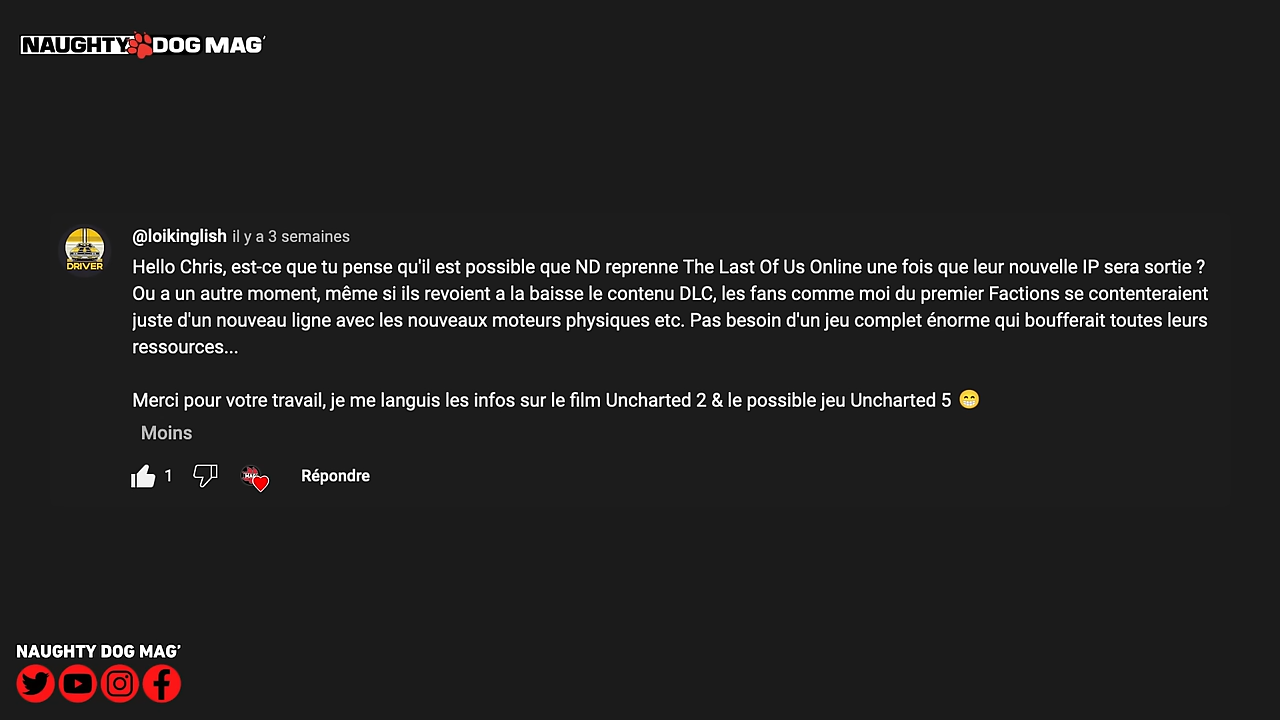 NAUGHTY DOG MAG'
@loikinglish il y a 3 semaines
Hello Chris, est-ce que tu pense qu'il est possible que ND reprenne The Last Of Us Online une fois que leur nouvelle IP sera sortie ?
Ou a un autre moment, même si ils revoient a la baisse le contenu DLC, les fans comme moi du premier Factions se contenteraient
juste d'un nouveau ligne avec les nouveaux moteurs physiques etc. Pas besoin d'un jeu complet énorme qui boufferait toutes leurs
ressources...
Merci pour votre travail, je me languis les infos sur le film Uncharted 2 & le possible jeu Uncharted 5 😁
Moins
1 Répondre
DRIVER
NAUGHTY DOG MAG'